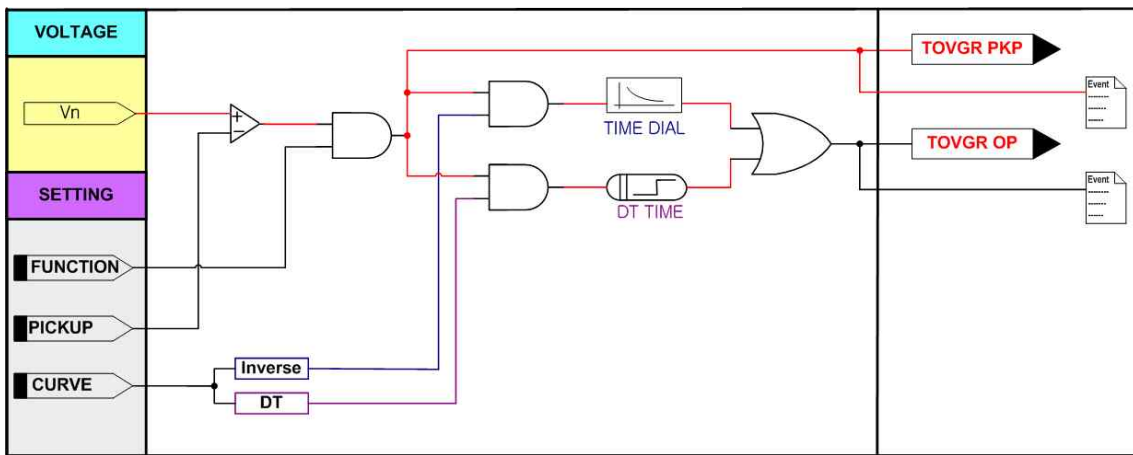 VOLTAGE
Vn
SETTING
FUNCTION
PICKUP
CURVE
+
−
Inverse
DT
TIME DIAL
DT TIME
TOVGR PKP
Event
TOVGR OP
Event